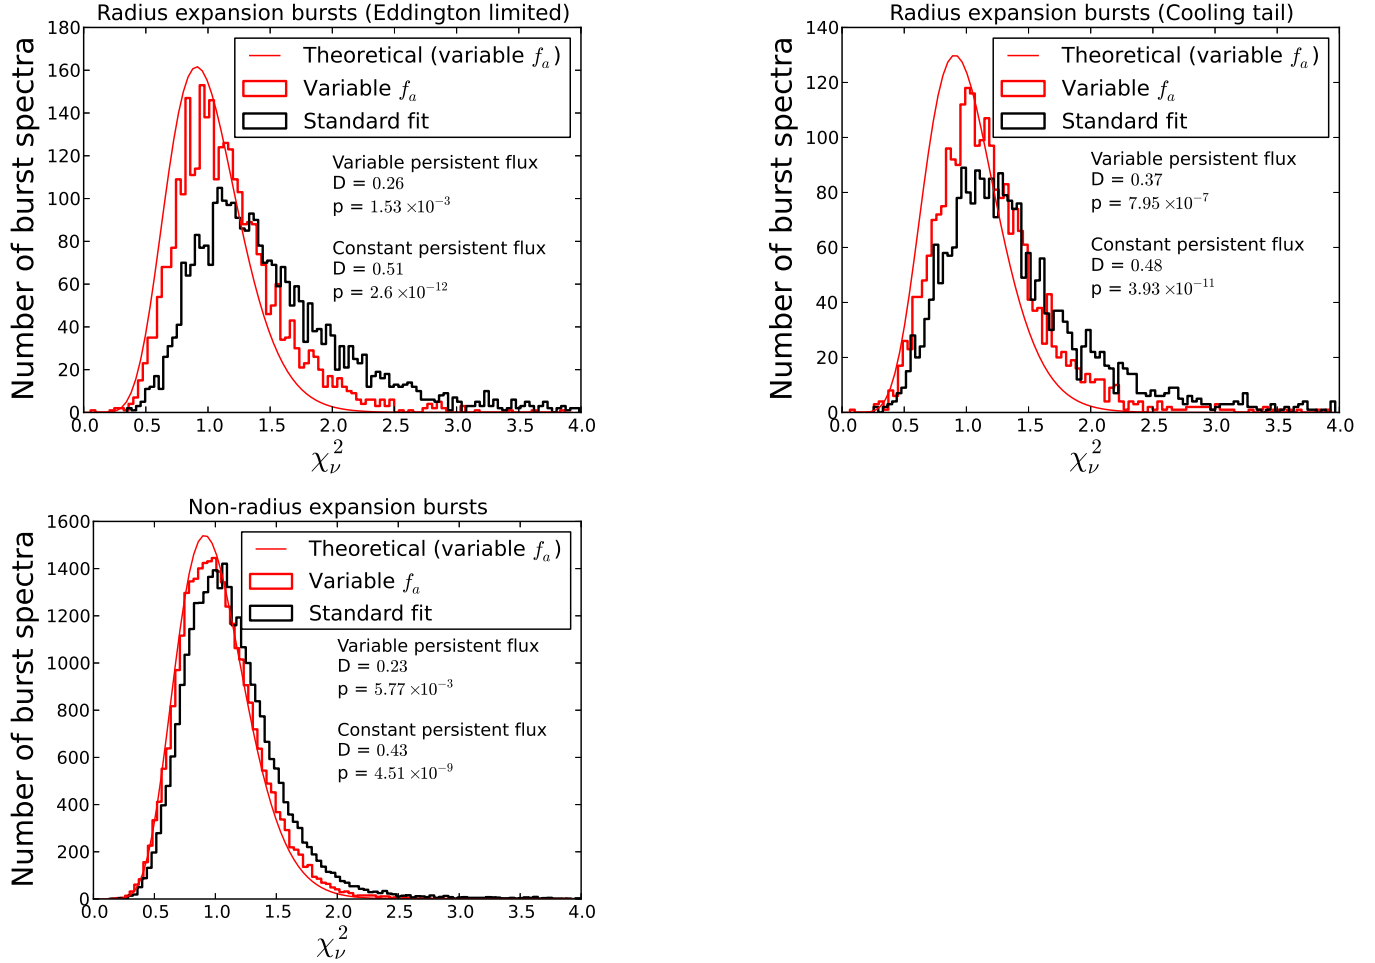 Radius expansion bursts (Eddington limited)
Number of burst spectra
180
160
140
120
100
80
60
40
20
0
Theoretical (variable fₐ)
Variable fₐ
Standard fit
Variable persistent flux
D = 0.26
p = 1.53 ×10⁻³
Constant persistent flux
D = 0.51
p = 2.6 ×10⁻¹²
0.0 0.5 1.0 1.5 2.0 2.5 3.0 3.5 4.0
χ²ᵥ
Radius expansion bursts (Cooling tail)
Number of burst spectra
140
120
100
80
60
40
20
0
Theoretical (variable fₐ)
Variable fₐ
Standard fit
Variable persistent flux
D = 0.37
p = 7.95 ×10⁻⁷
Constant persistent flux
D = 0.48
p = 3.93 ×10⁻¹¹
0.0 0.5 1.0 1.5 2.0 2.5 3.0 3.5 4.0
χ²ᵥ
Non-radius expansion bursts
Number of burst spectra
1600
1400
1200
1000
800
600
400
200
0
Theoretical (variable fₐ)
Variable fₐ
Standard fit
Variable persistent flux
D = 0.23
p = 5.77 ×10⁻³
Constant persistent flux
D = 0.43
p = 4.51 ×10⁻⁹
0.0 0.5 1.0 1.5 2.0 2.5 3.0 3.5 4.0
χ²ᵥ